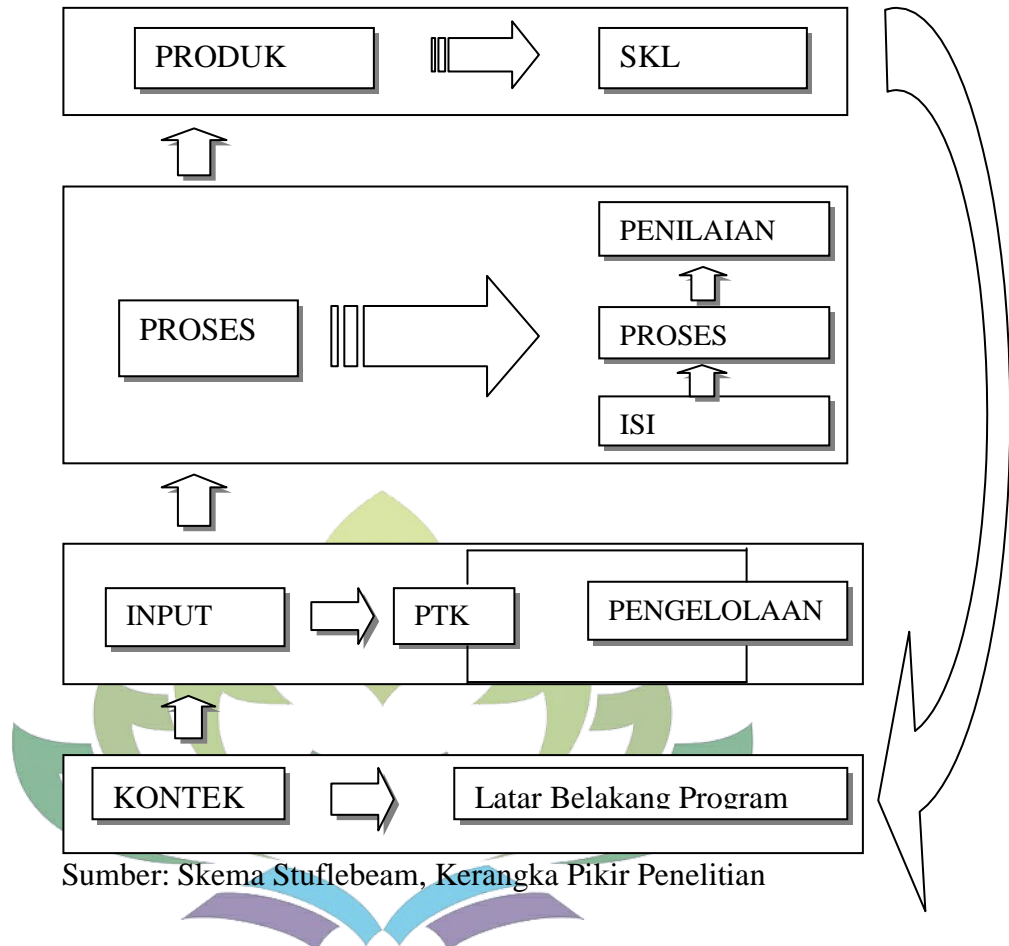 PRODUK
SKL
PENILAIAN
PROSES
PROSES
ISI
INPUT
PTK
PENGELOLAAN
KONTEK
Latar Belakang Program
Sumber: Skema Stuflebeam, Kerangka Pikir Penelitian